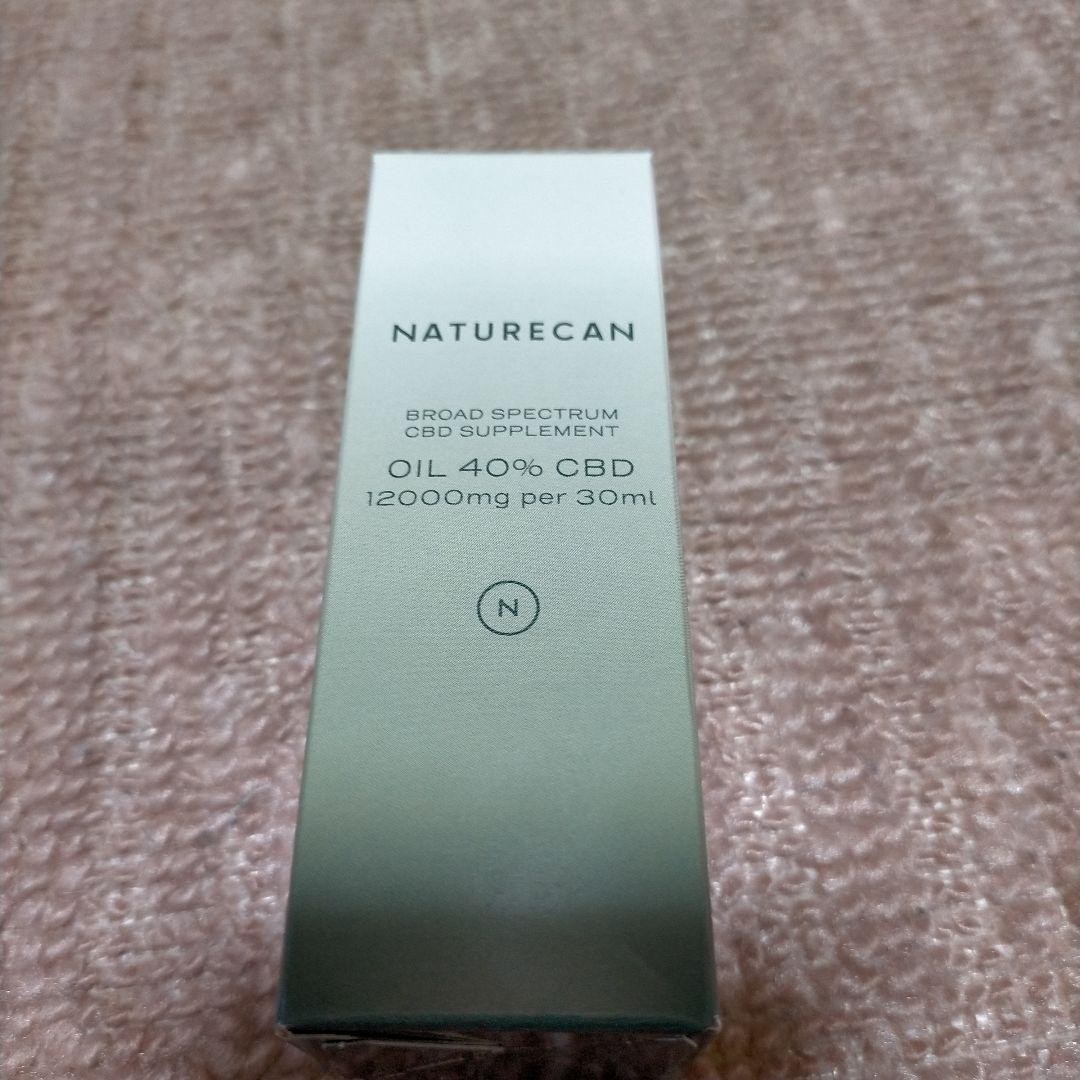 NATURECAN
BROAD SPECTRUM
CBD SUPPLEMENT
OIL 40% CBD
12000mg per 30ml
N